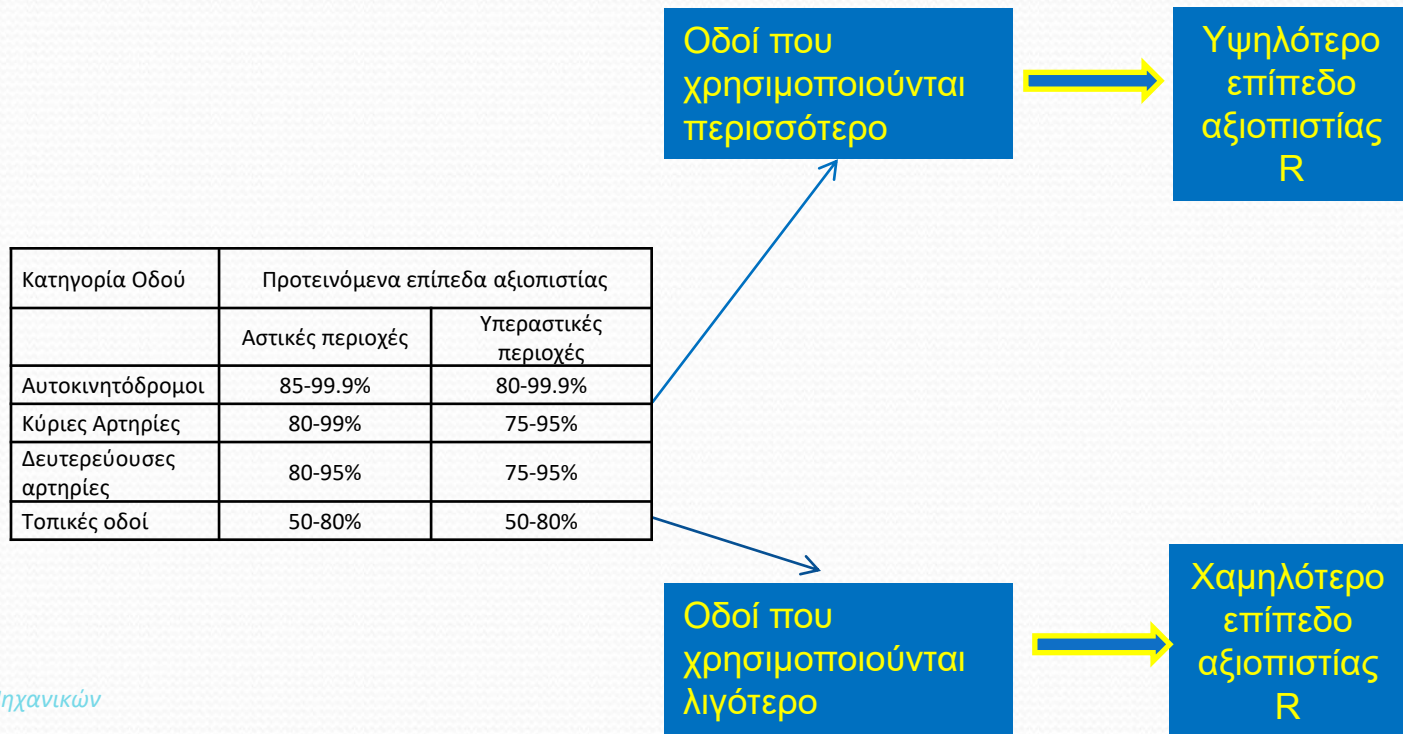 Οδοί που
χρησιμοποιούνται
περισσότερο
Υψηλότερο
επίπεδο
αξιοπιστίας
R
Κατηγορία Οδού Προτεινόμενα επίπεδα αξιοπιστίας
Αστικές περιοχές Υπεραστικές
περιοχές
Αυτοκινητόδρομοι 85-99.9% 80-99.9%
Κύριες Αρτηρίες 80-99% 75-95%
Δευτερεύουσες
αρτηρίες 80-95% 75-95%
Τοπικές οδοί 50-80% 50-80%
Οδοί που
χρησιμοποιούνται
λιγότερο
Χαμηλότερο
επίπεδο
αξιοπιστίας
R
ηχανικών